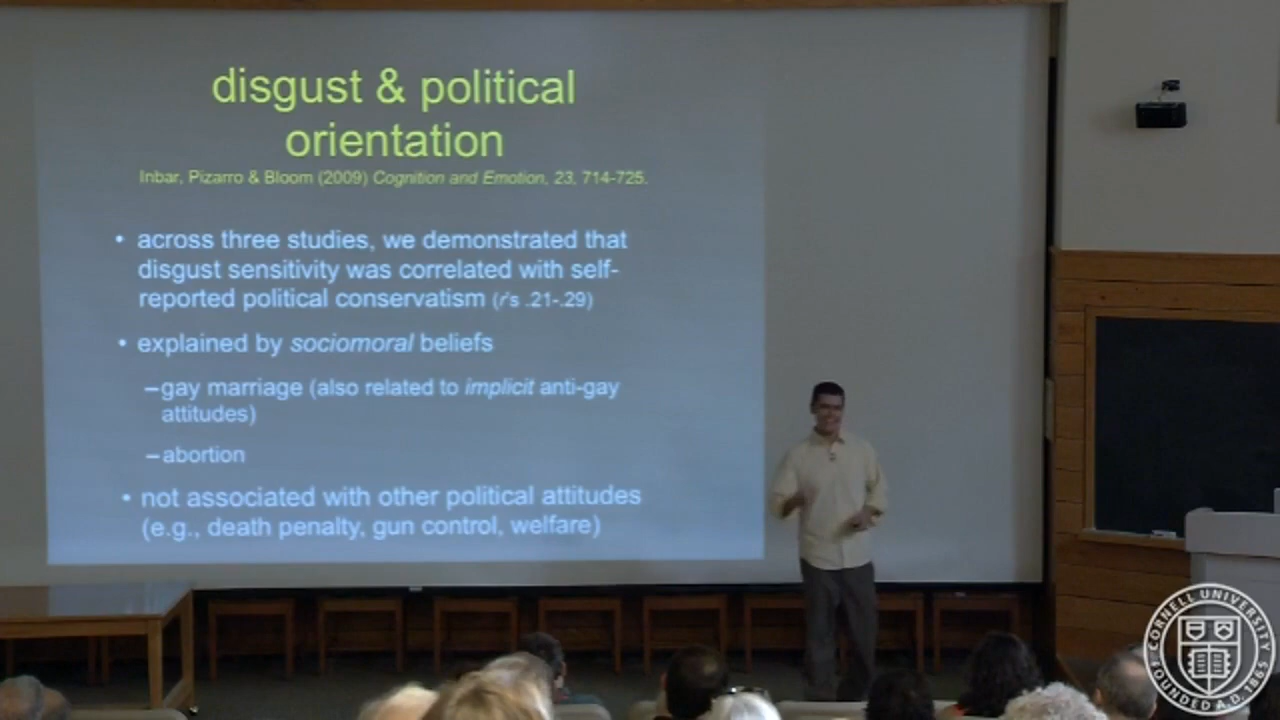 disgust & political
orientation
Inbar, Pizarro & Bloom (2009) Cognition and Emotion, 23, 714-725.
• across three studies, we demonstrated that
disgust sensitivity was correlated with self-
reported political conservatism (r's .21-.29)
• explained by sociomoral beliefs
–gay marriage (also related to implicit anti-gay
attitudes)
–abortion
• not associated with other political attitudes
(e.g., death penalty, gun control, welfare)
CORNELL UNIVERSITY
FOUNDED A.D. 1865